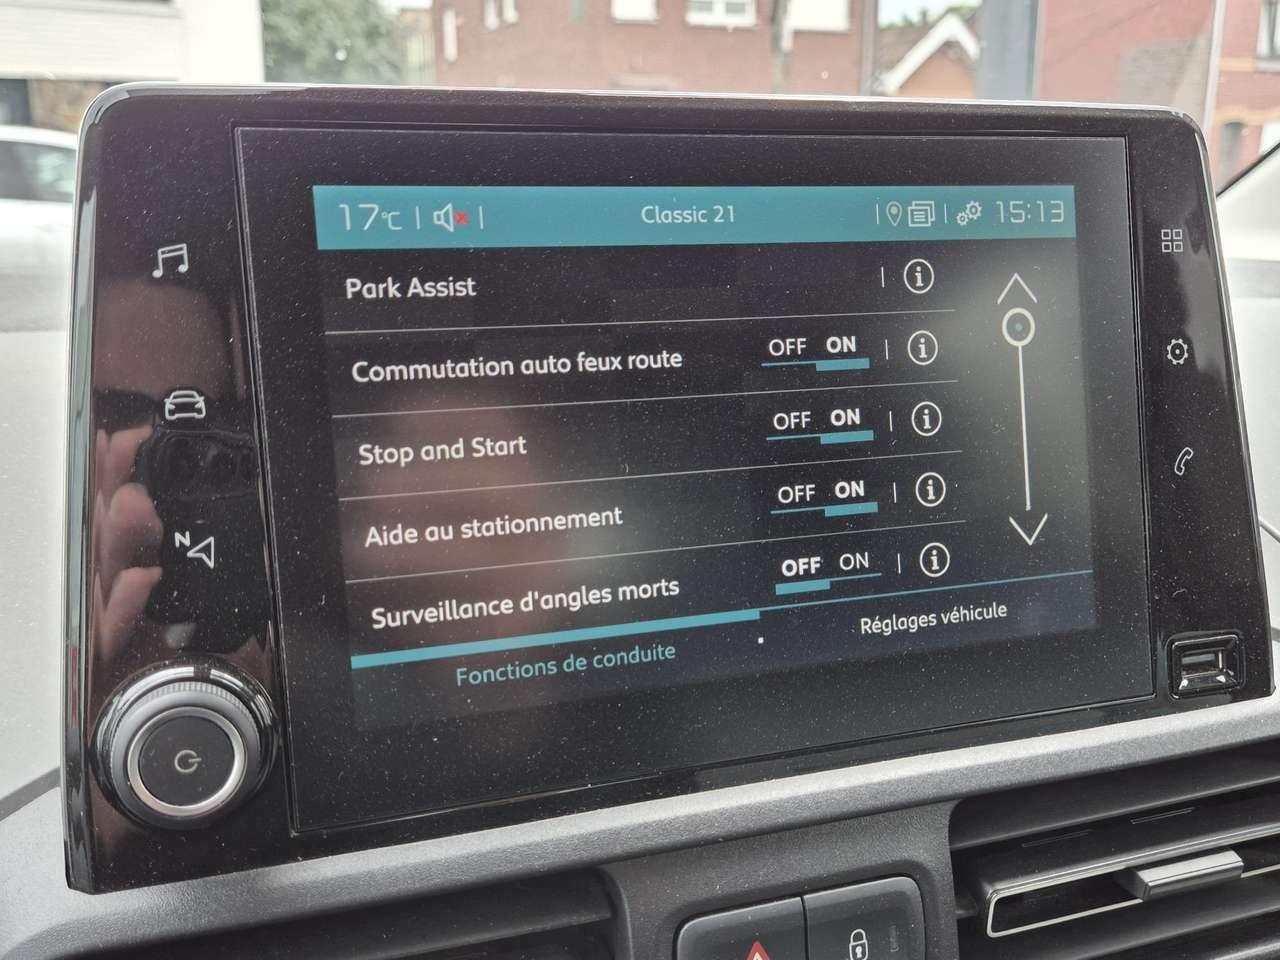 17°C | | Classic 21 | | 15:13
Park Assist
Commutation auto feux route OFF ON
Stop and Start OFF ON
Aide au stationnement OFF ON
Surveillance d'angles morts OFF ON
Fonctions de conduite Réglages véhicule
N